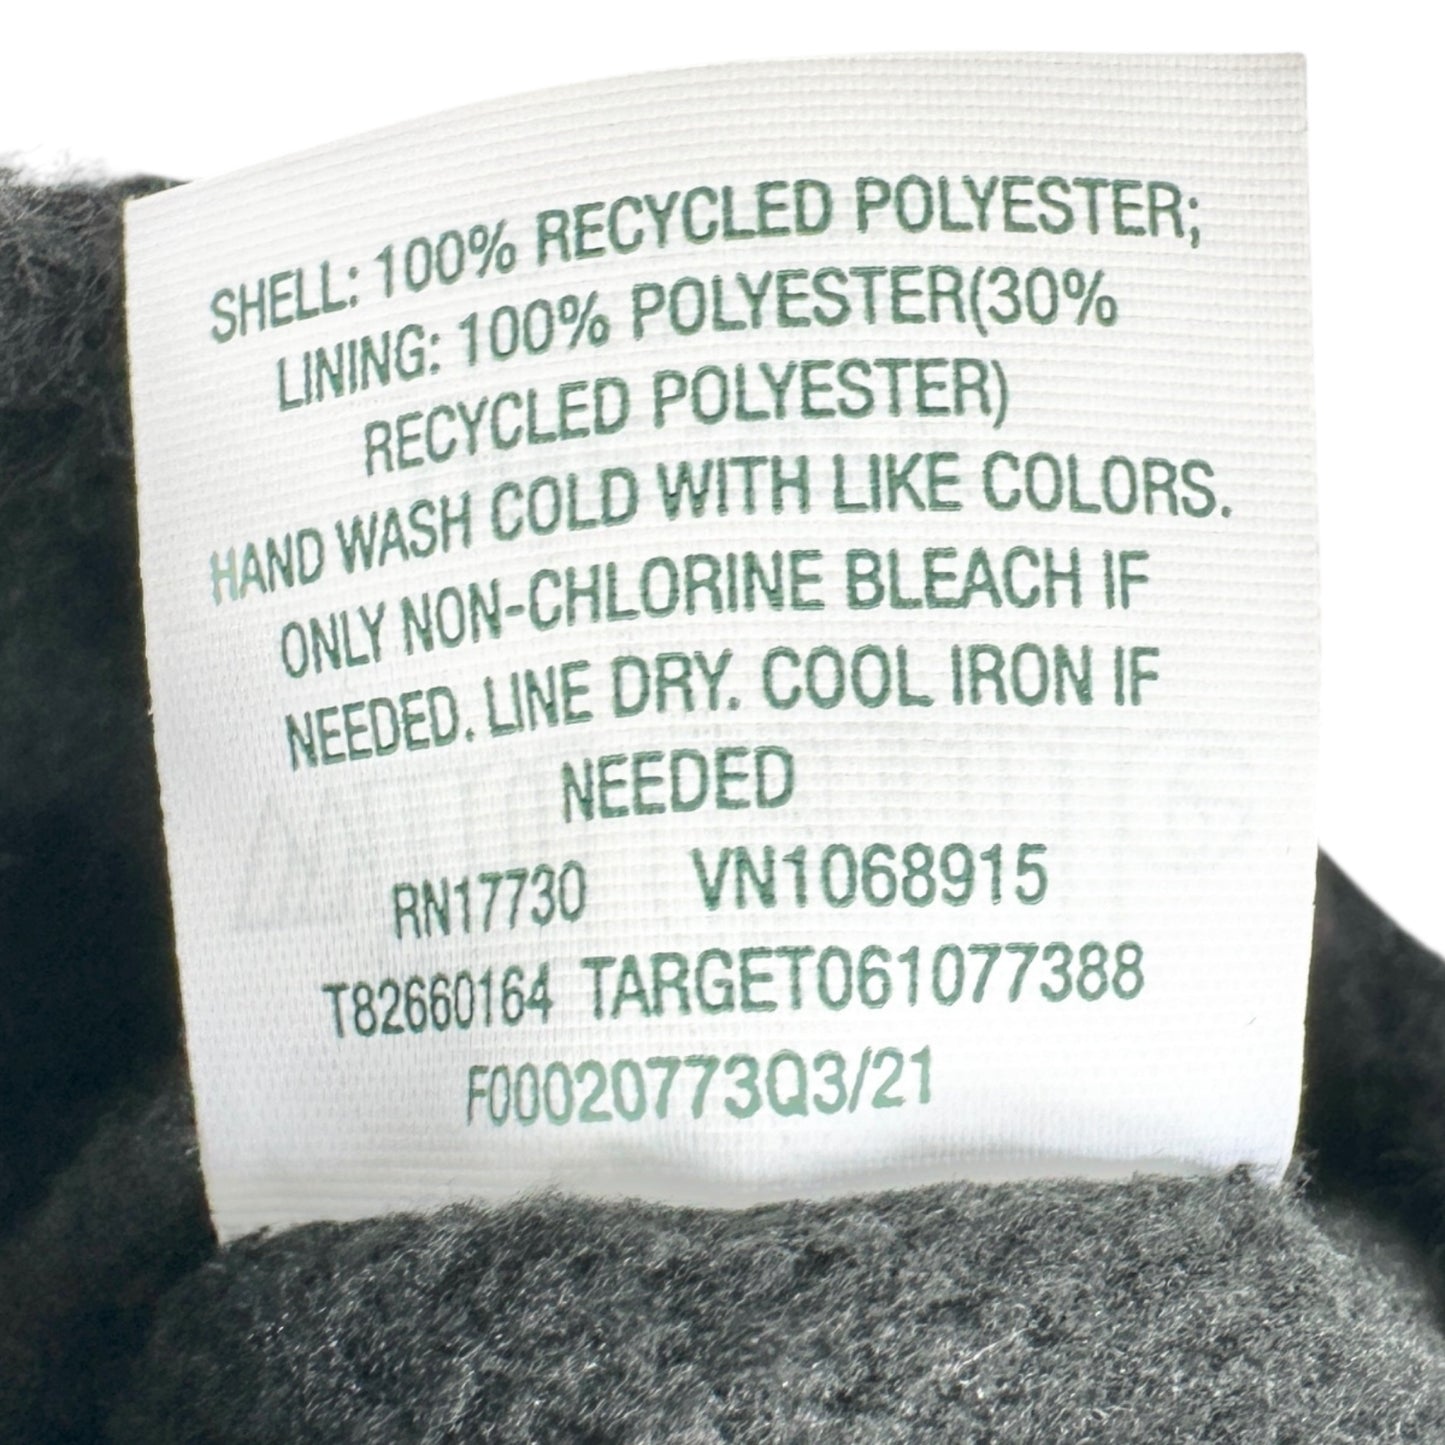 SHELL: 100% RECYCLED POLYESTER;
LINING: 100% POLYESTER(30%
RECYCLED POLYESTER)
HAND WASH COLD WITH LIKE COLORS.
ONLY NON-CHLORINE BLEACH IF
NEEDED. LINE DRY. COOL IRON IF
NEEDED
RN17730 VN1068915
T82660164 TARGET061077388
F00020773Q3/21